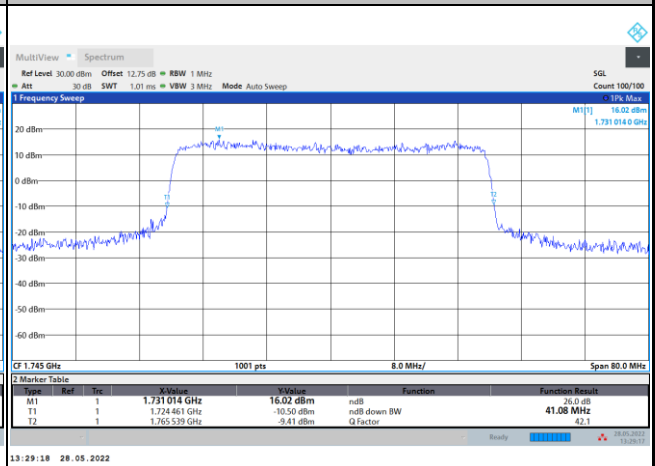 MultiView Spectrum
Ref Level 30.00 dBm Offset 12.75 dB RBW 1 MHz SGL
Att 30 dB SWT 1.01 ms VBW 3 MHz Mode Auto Sweep Count 100/100
1 Frequency Sweep 1Pk Max
M1[1] 16.02 dBm
1.731 014 0 GHz
20 dBm
M1
10 dBm
0 dBm
T1 T2
-10 dBm
-20 dBm
-30 dBm
-40 dBm
-50 dBm
-60 dBm
CF 1.745 GHz 1001 pts 8.0 MHz/ Span 80.0 MHz
2 Marker Table
Type Ref Trc X-Value Y-Value Function Function Result
M1 1 1.731 014 GHz 16.02 dBm ndB 26.0 dB
T1 1 1.724 461 GHz -10.50 dBm ndB down BW 41.08 MHz
T2 1 1.765 539 GHz -9.41 dBm Q Factor 42.1
Ready 28.05.2022
13:29:17
13:29:18 28.05.2022